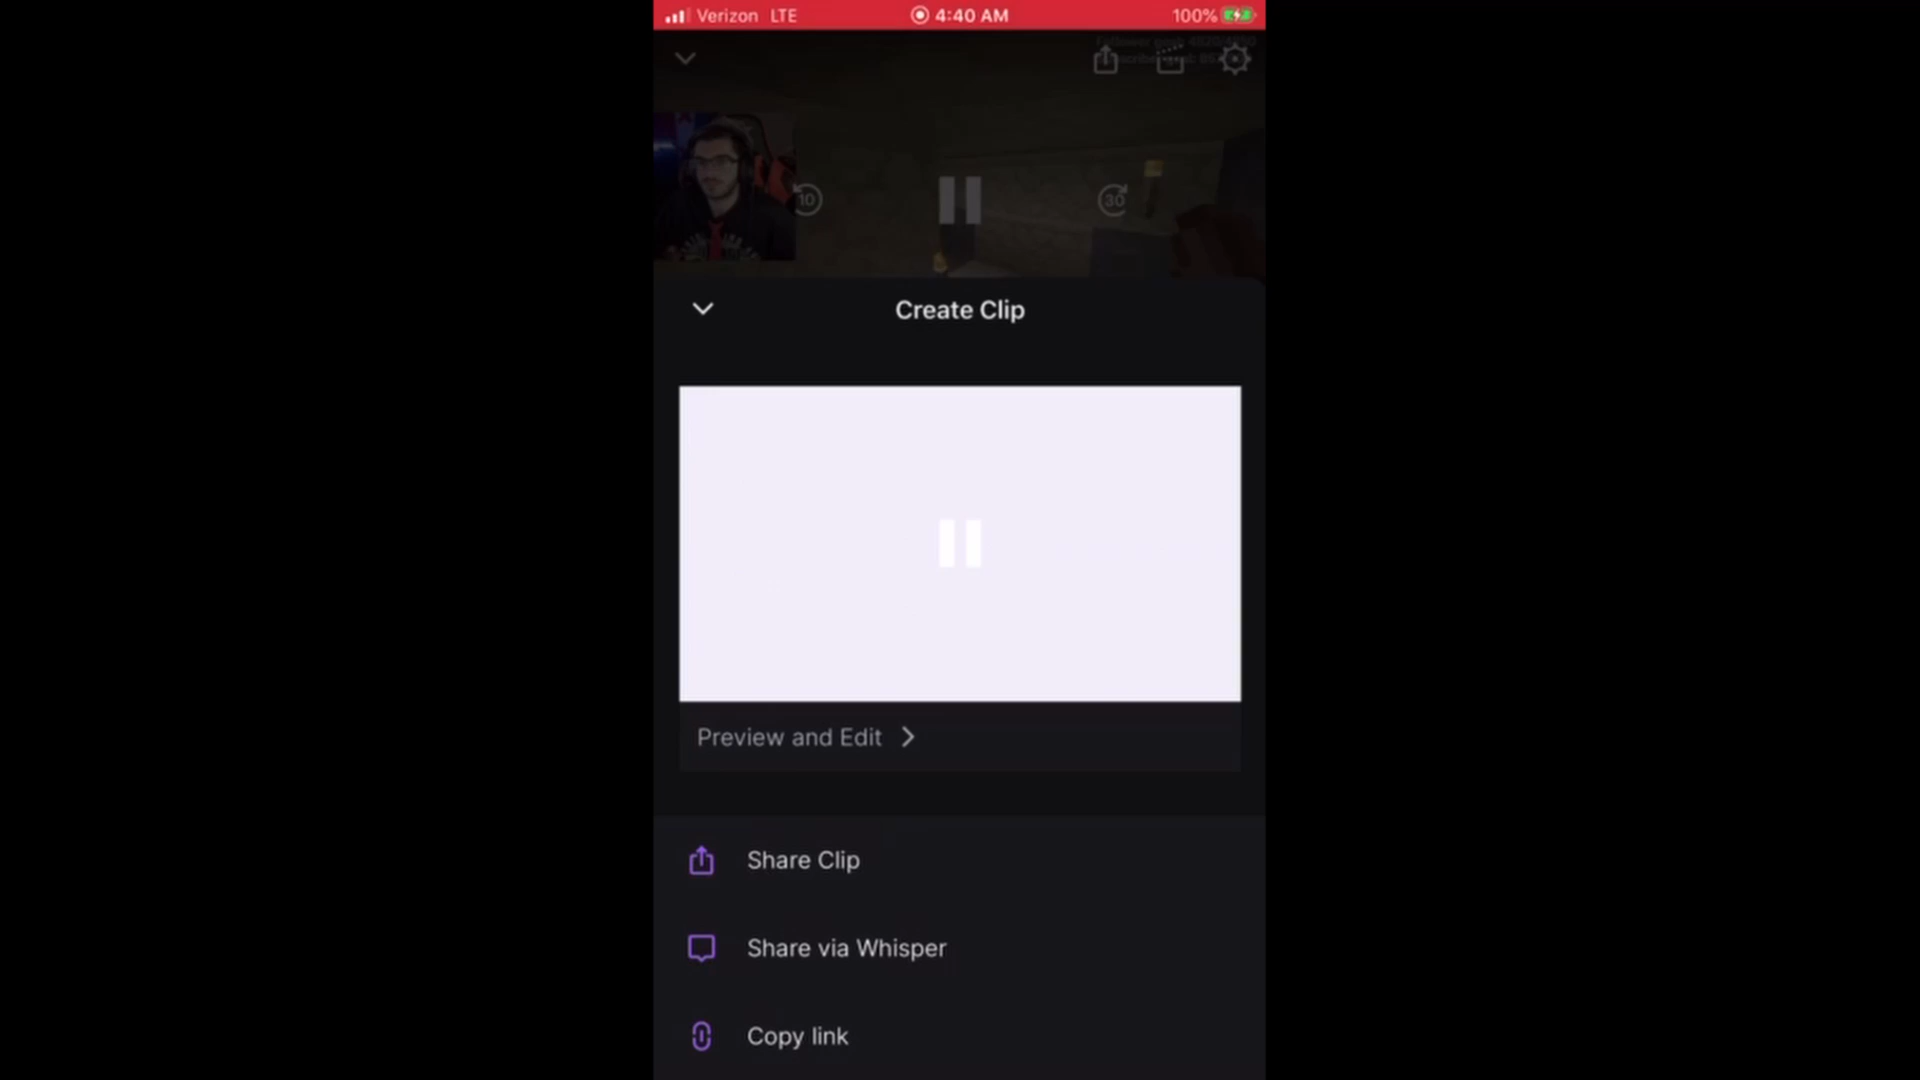 Verizon LTE 4:40 AM 100%
10 30
Create Clip
Preview and Edit
Share Clip
Share via Whisper
Copy link